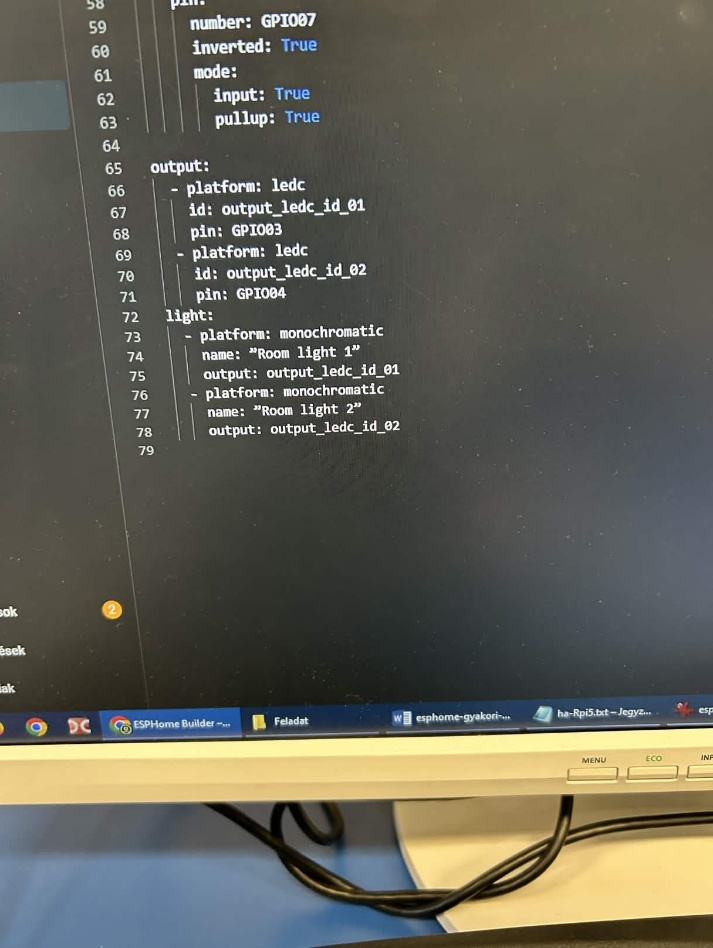 58 pin:
59 number: GPIO07
60 inverted: True
61 mode:
62 input: True
63 pullup: True
64
65 output:
66 - platform: ledc
67 id: output_ledc_id_01
68 pin: GPIO03
69 - platform: ledc
70 id: output_ledc_id_02
71 pin: GPIO04
72 light:
73 - platform: monochromatic
74 name: ”Room light 1”
75 output: output_ledc_id_01
76 - platform: monochromatic
77 name: ”Room light 2”
78 output: output_ledc_id_02
79
sok 2
ések
ak
ESPHome Builder –... Feladat esphome-gyakori-... ha-Rpi5.txt – Jegyz... esp
MENU ECO INF